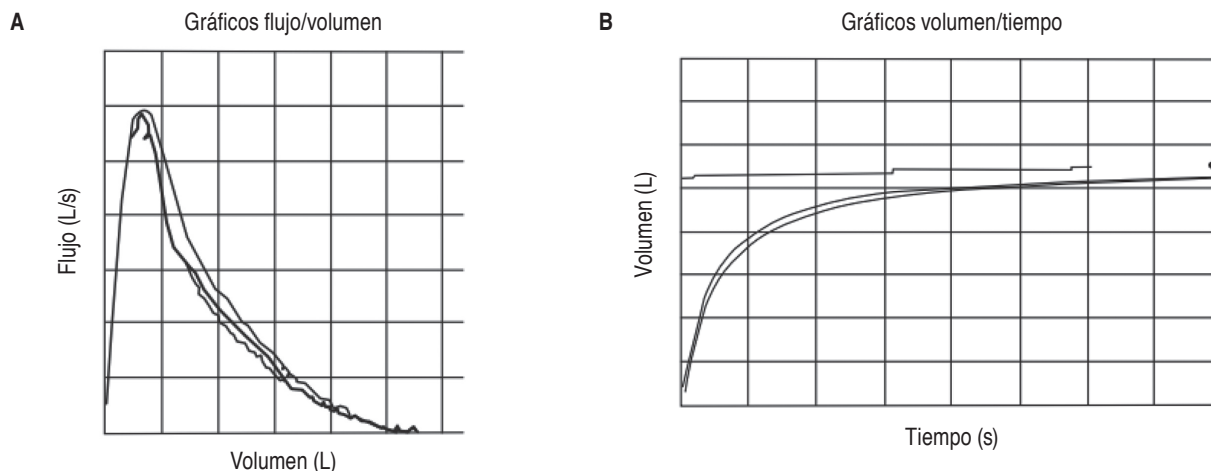 A
Gráficos flujo/volumen
Flujo (L/s)
Volumen (L)
B
Gráficos volumen/tiempo
Volumen (L)
Tiempo (s)